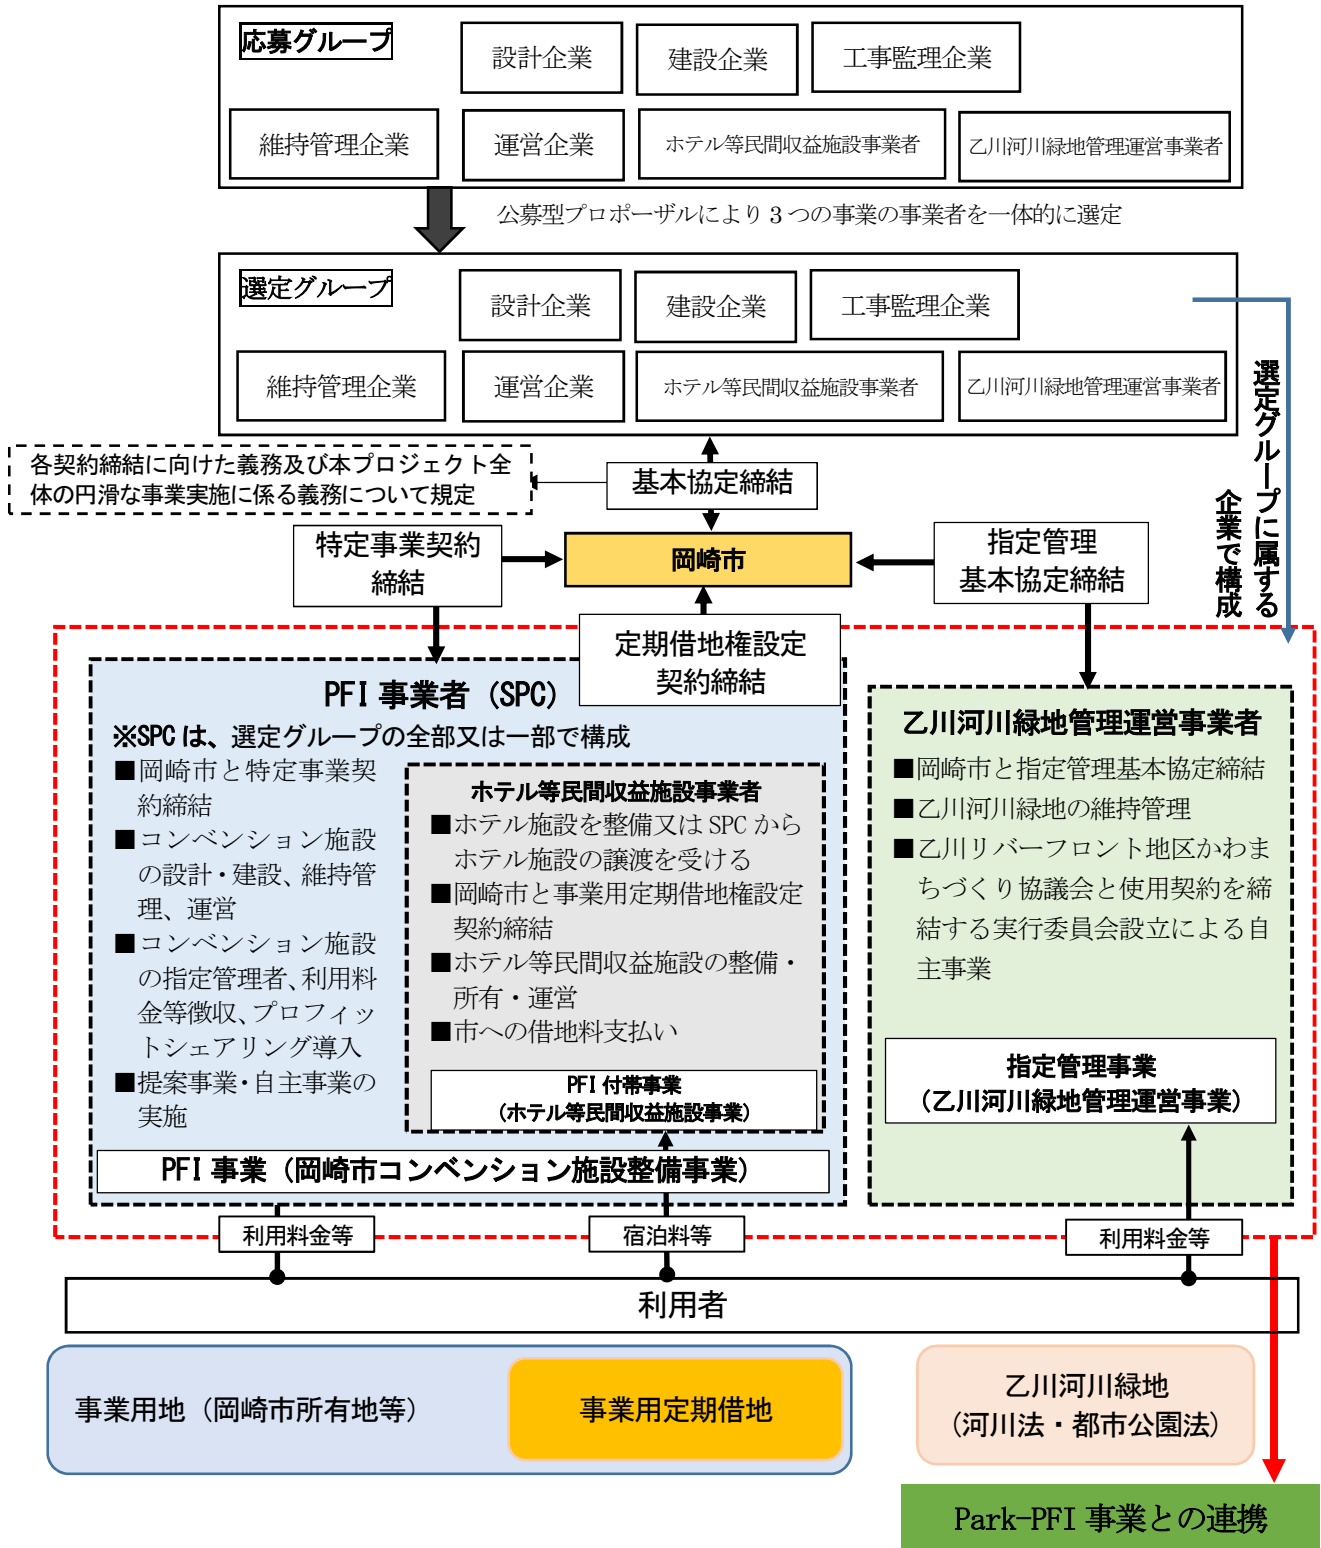 応募グループ
設計企業
建設企業
工事監理企業
維持管理企業
運営企業
ホテル等民間収益施設事業者
乙川河川緑地管理運営事業者
公募型プロポーザルにより3つの事業の事業者を一体的に選定
選定グループ
設計企業
建設企業
工事監理企業
維持管理企業
運営企業
ホテル等民間収益施設事業者
乙川河川緑地管理運営事業者
選定グループに属する
企業で構成
各契約締結に向けた義務及び本プロジェクト全
体の円滑な事業実施に係る義務について規定
基本協定締結
特定事業契約
締結
岡崎市
指定管理
基本協定締結
定期借地権設定
契約締結
PFI 事業者（SPC）
※SPC は、選定グループの全部又は一部で構成
■岡崎市と特定事業契
約締結
■コンベンション施設
の設計・建設、維持管
理、運営
■コンベンション施設
の指定管理者、利用料
金等徴収、プロフィッ
トシェアリング導入
■提案事業・自主事業の
実施
ホテル等民間収益施設事業者
■ホテル施設を整備又は SPC から
ホテル施設の譲渡を受ける
■岡崎市と事業用定期借地権設定
契約締結
■ホテル等民間収益施設の整備・
所有・運営
■市への借地料支払い
PFI 付帯事業
（ホテル等民間収益施設事業）
PFI 事業（岡崎市コンベンション施設整備事業）
乙川河川緑地管理運営事業者
■岡崎市と指定管理基本協定締結
■乙川河川緑地の維持管理
■乙川リバーフロント地区かわま
ちづくり協議会と使用契約を締
結する実行委員会設立による自
主事業
指定管理事業
（乙川河川緑地管理運営事業）
利用料金等
宿泊料等
利用料金等
利用者
事業用地（岡崎市所有地等）
事業用定期借地
乙川河川緑地
（河川法・都市公園法）
Park-PFI 事業との連携